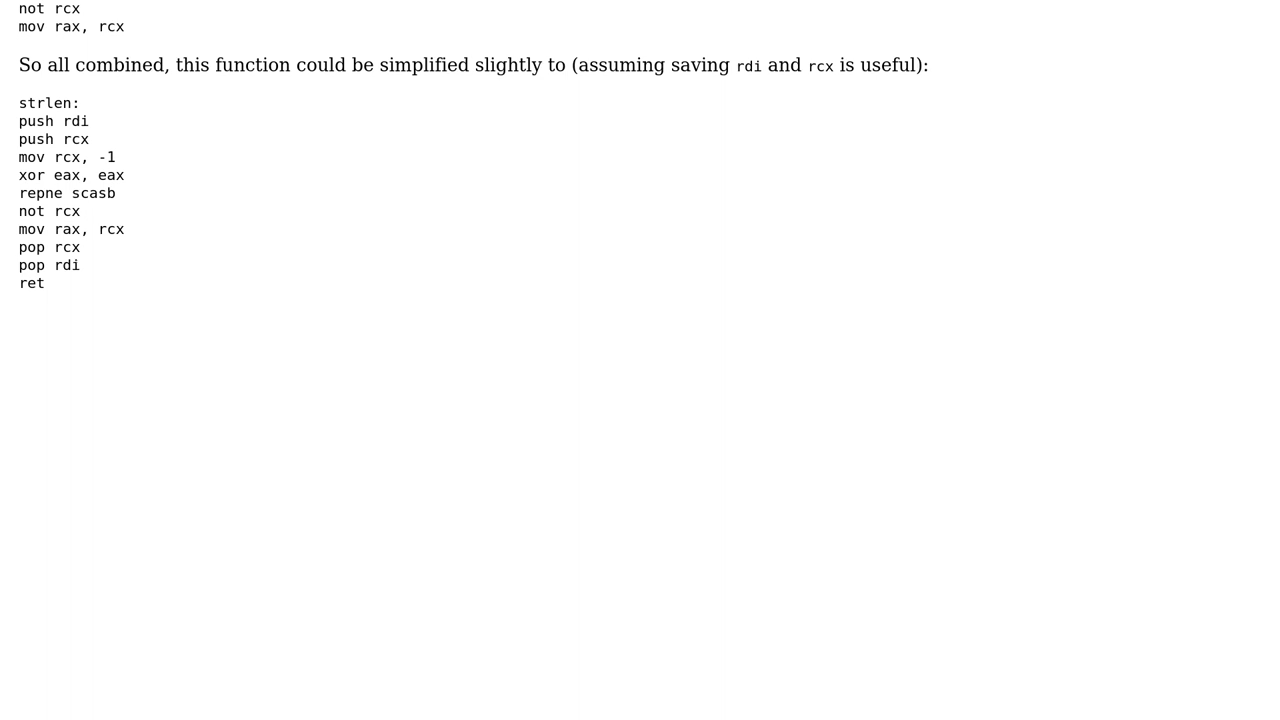 not rcx
mov rax, rcx
So all combined, this function could be simplified slightly to (assuming saving rdi and rcx is useful):
strlen:
push rdi
push rcx
mov rcx, -1
xor eax, eax
repne scasb
not rcx
mov rax, rcx
pop rcx
pop rdi
ret